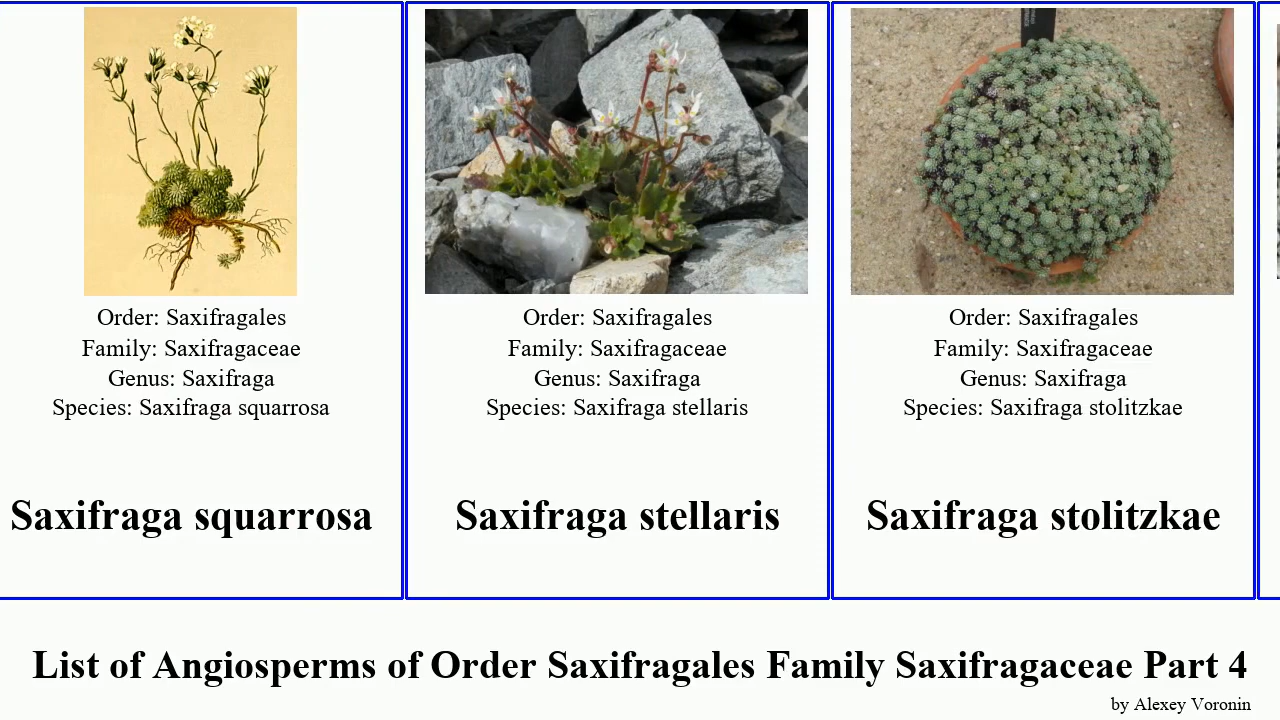 Order: Saxifragales
Family: Saxifragaceae
Genus: Saxifraga
Species: Saxifraga squarrosa
Saxifraga squarrosa
Order: Saxifragales
Family: Saxifragaceae
Genus: Saxifraga
Species: Saxifraga stellaris
Saxifraga stellaris
Order: Saxifragales
Family: Saxifragaceae
Genus: Saxifraga
Species: Saxifraga stolitzkae
Saxifraga stolitzkae
List of Angiosperms of Order Saxifragales Family Saxifragaceae Part 4
by Alexey Voronin